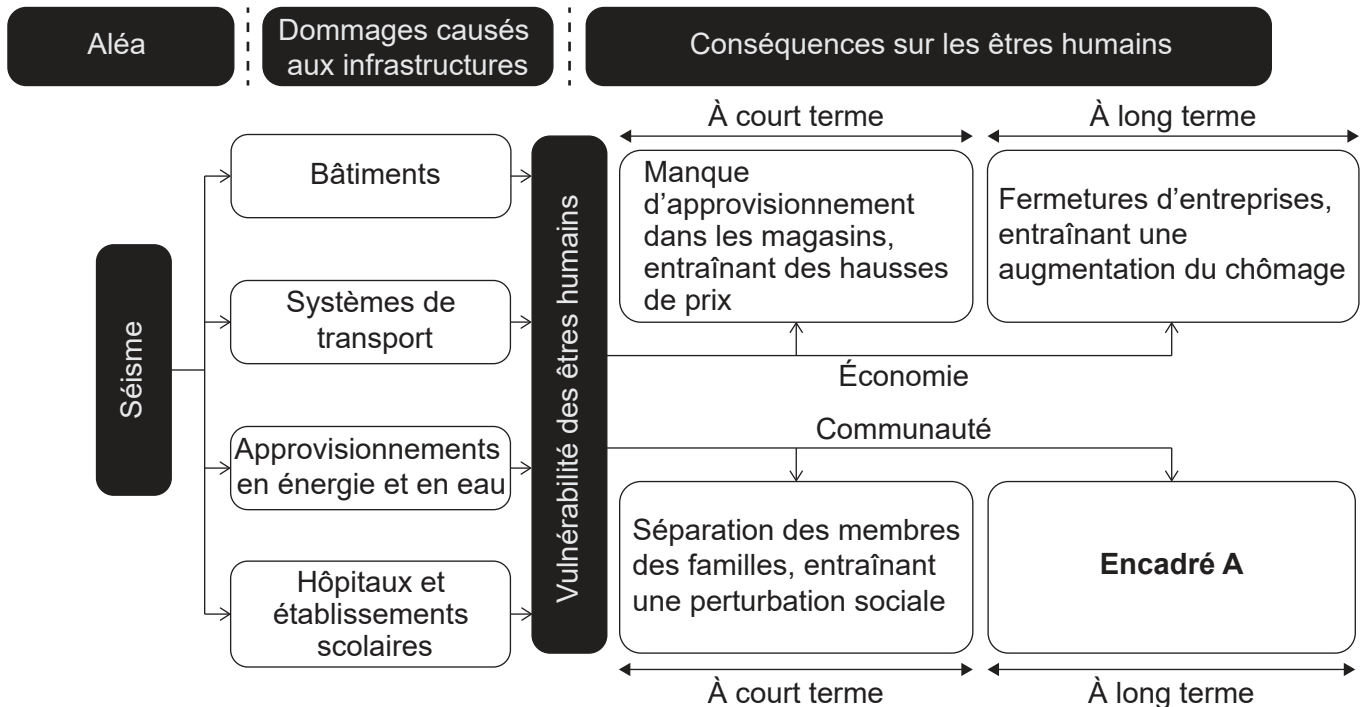 Aléa
Dommages causés
aux infrastructures
Conséquences sur les êtres humains
À court terme
À long terme
Séisme
Bâtiments
Systèmes de
transport
Approvisionnements
en énergie et en eau
Hôpitaux et
établissements
scolaires
Vulnérabilité des êtres humains
Manque
d'approvisionnement
dans les magasins,
entraînant des hausses
de prix
Fermetures d'entreprises,
entraînant une
augmentation du chômage
Économie
Communauté
Séparation des membres
des familles, entraînant
une perturbation sociale
Encadré A
À court terme
À long terme